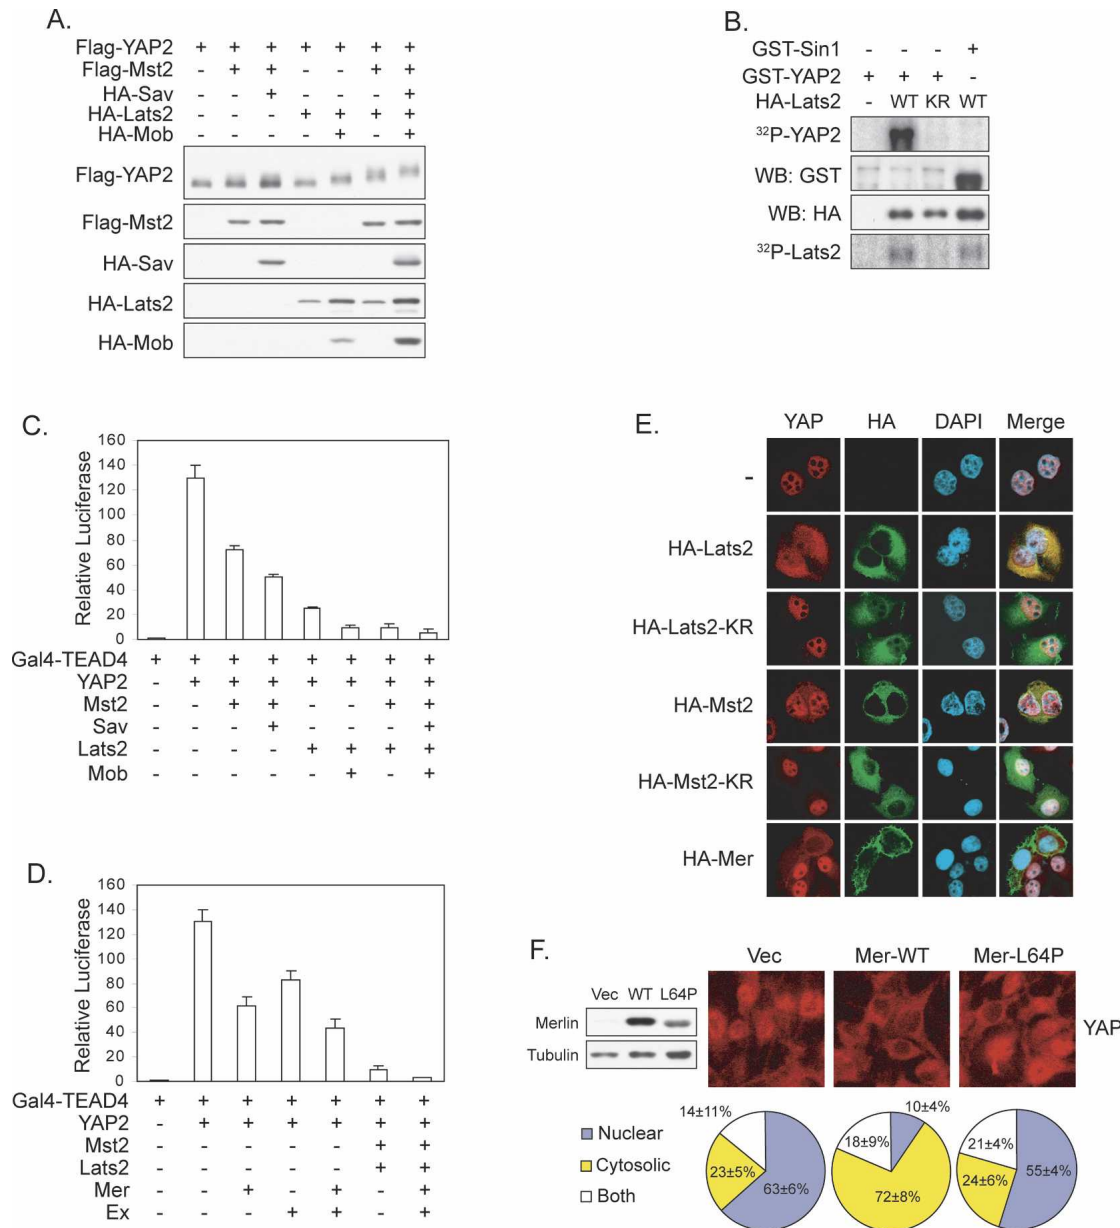 A.
Flag-YAP2 + + + + + + +
Flag-Mst2 - + + - - + +
HA-Sav - - + - - - +
HA-Lats2 - - - + + + +
HA-Mob - - - - + - +
Flag-YAP2
Flag-Mst2
HA-Sav
HA-Lats2
HA-Mob
B.
GST-Sin1 - - - +
GST-YAP2 + + + -
HA-Lats2 - WT KR WT
32P-YAP2
WB: GST
WB: HA
32P-Lats2
C.
Relative Luciferase
160
140
120
100
80
60
40
20
0
Gal4-TEAD4 + + + + + + + +
YAP2 - + + + + + + +
Mst2 - - + + - - + +
Sav - - - + - - - +
Lats2 - - - - + + + +
Mob - - - - - + - +
D.
Relative Luciferase
160
140
120
100
80
60
40
20
0
Gal4-TEAD4 + + + + + + +
YAP2 - + + + + + +
Mst2 - - - - - + +
Lats2 - - - - - + +
Mer - - + - + - +
Ex - - - + + - +
E.
YAP HA DAPI Merge
-
HA-Lats2
HA-Lats2-KR
HA-Mst2
HA-Mst2-KR
HA-Mer
F.
Vec WT L64P
Merlin
Tubulin
Vec Mer-WT Mer-L64P
YAP
Nuclear
Cytosolic
Both
14±11%
23±5%
63±6%
10±4%
18±9%
72±8%
21±4%
24±6%
55±4%